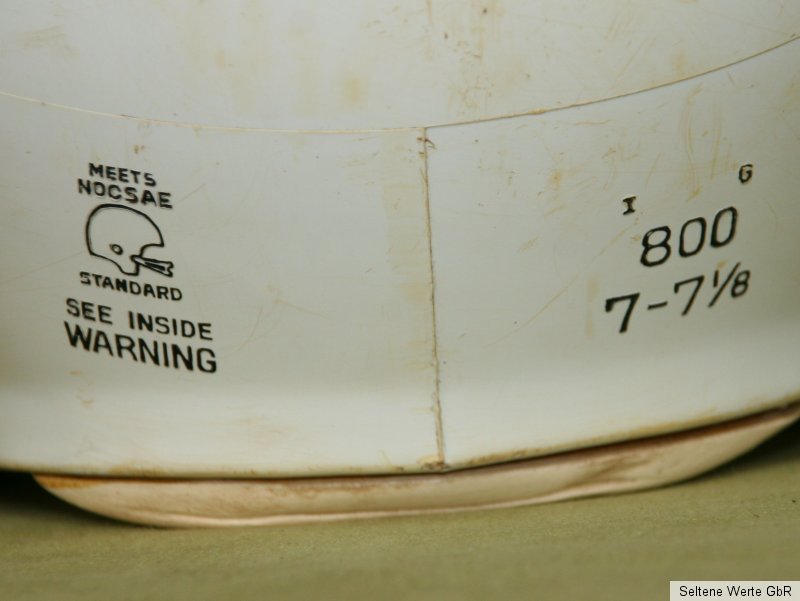 MEETS
NOCSAE
STANDARD
SEE INSIDE
WARNING
I G
800
7-7⅛
Seltene Werte GbR